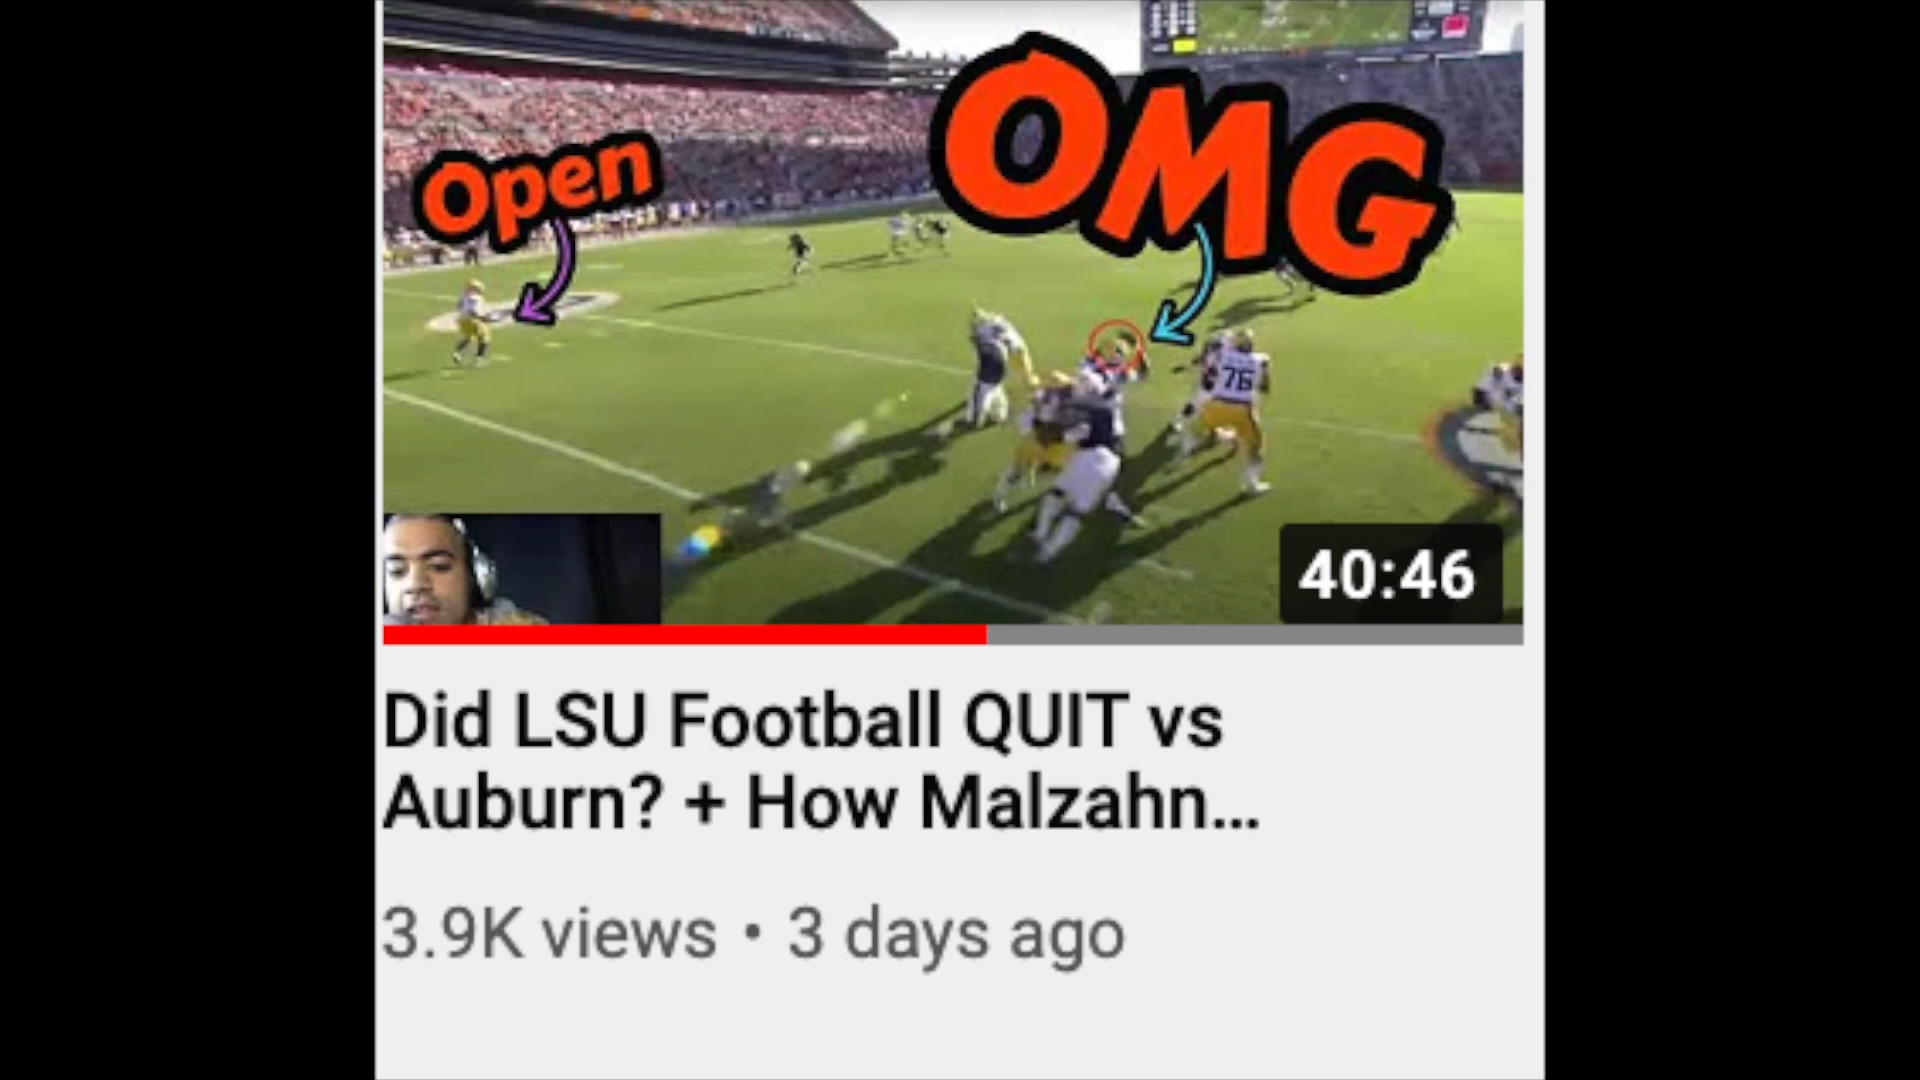 OMG
Open
76
40:46
Did LSU Football QUIT vs
Auburn? + How Malzahn...
3.9K views • 3 days ago